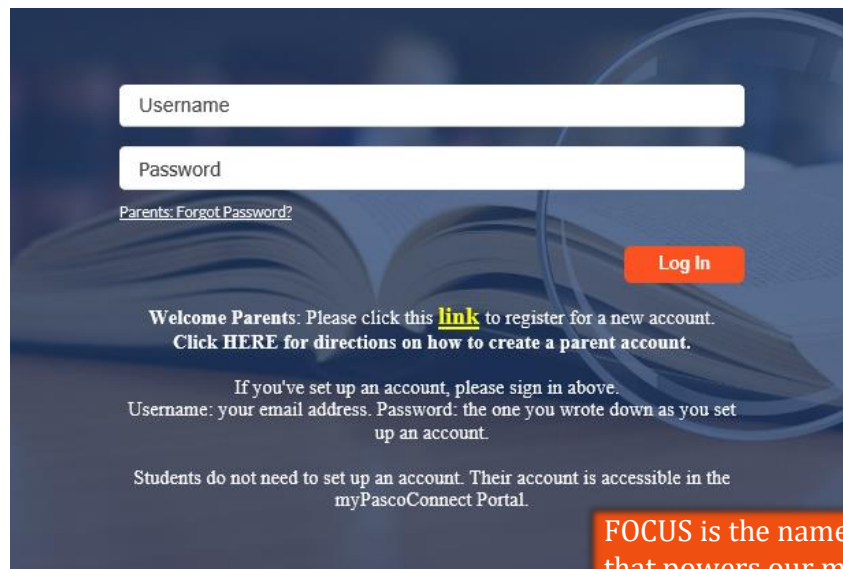 Username
Password
Parents: Forgot Password?
Log In
Welcome Parents: Please click this link to register for a new account.
Click HERE for directions on how to create a parent account.
If you've set up an account, please sign in above.
Username: your email address. Password: the one you wrote down as you set
up an account.
Students do not need to set up an account. Their account is accessible in the
myPascoConnect Portal.
FOCUS is the name
that powers our m